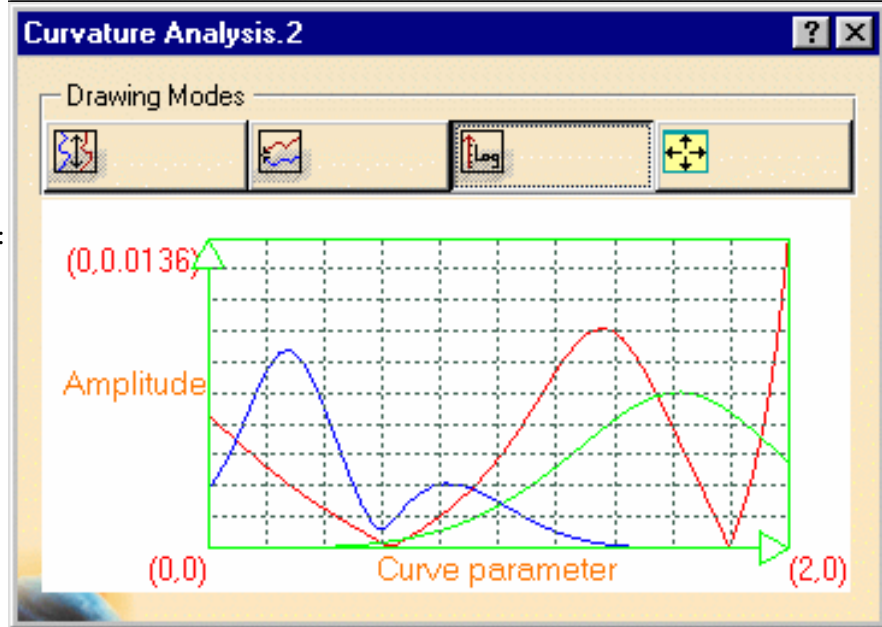 Curvature Analysis.2
Drawing Modes
Log
:
(0,0.0136)
Amplitude
(0,0)
Curve parameter
(2,0)